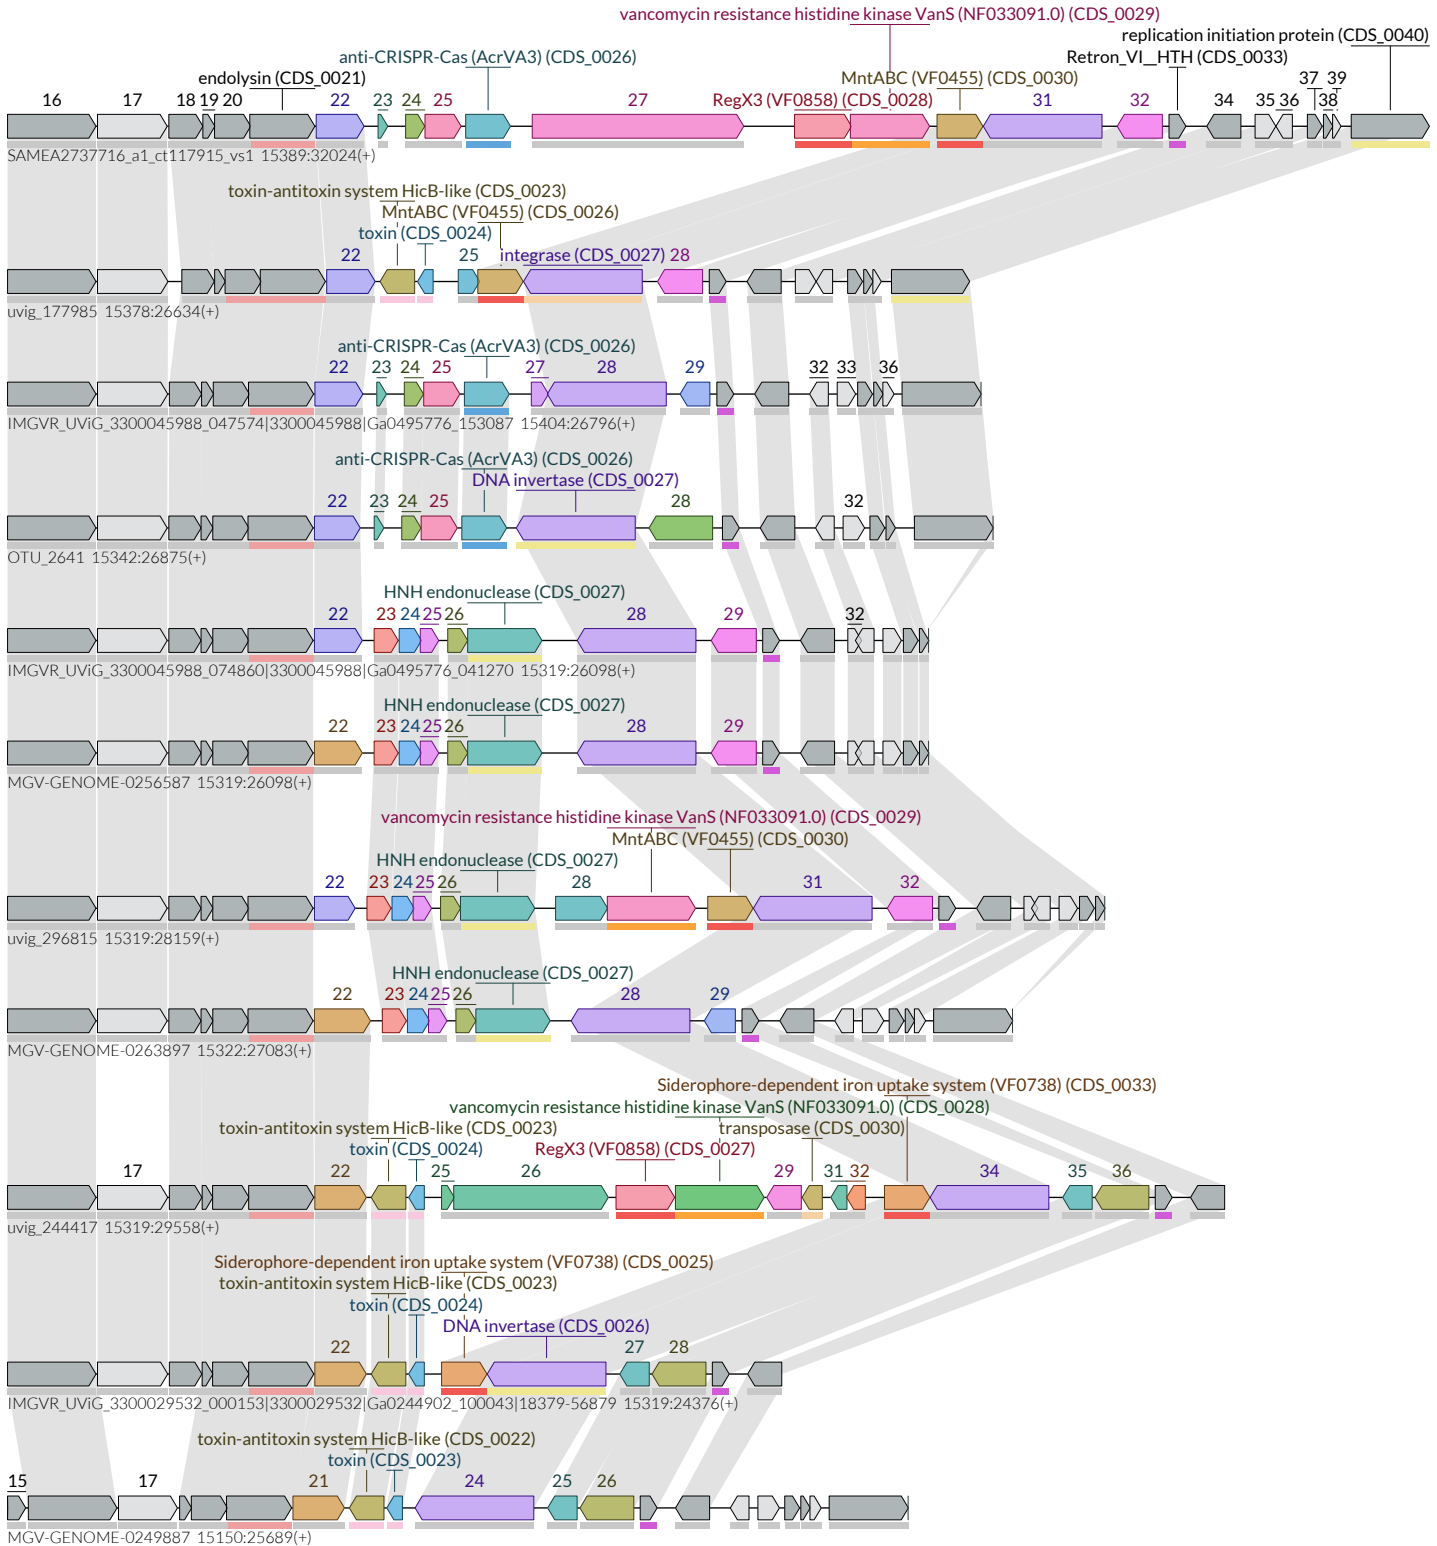 vancomycin resistance histidine kinase VanS (NF033091.0) (CDS_0029)
replication initiation protein (CDS_0040)
anti-CRISPR-Cas (AcrVA3) (CDS_0026)
Retron_VI__HTH (CDS_0033)
endolysin (CDS_0021)
MntABC (VF0455) (CDS_0030)
16 17 18 19 20 22 23 24 25 27 RegX3 (VF0858) (CDS_0028) 31 32 34 35 36 37 38 39
SAMEA2737716_a1_ct117915_vs1 15389:32024(+)
toxin-antitoxin system HicB-like (CDS_0023)
MntABC (VF0455) (CDS_0026)
toxin (CDS_0024)
22 25 integrase (CDS_0027) 28
uvig_177985 15378:26634(+)
anti-CRISPR-Cas (AcrVA3) (CDS_0026)
22 23 24 25 27 28 29 32 33 36
IMGVR_UViG_3300045988_047574|3300045988|Ga0495776_153087 15404:26796(+)
anti-CRISPR-Cas (AcrVA3) (CDS_0026)
DNA invertase (CDS_0027)
22 23 24 25 28 32
OTU_2641 15342:26875(+)
HNH endonuclease (CDS_0027)
22 23 24 25 26 28 29 32
IMGVR_UViG_3300045988_074860|3300045988|Ga0495776_041270 15319:26098(+)
HNH endonuclease (CDS_0027)
22 23 24 25 26 28 29
MGV-GENOME-0256587 15319:26098(+)
vancomycin resistance histidine kinase VanS (NF033091.0) (CDS_0029)
MntABC (VF0455) (CDS_0030)
HNH endonuclease (CDS_0027)
22 23 24 25 26 28 31 32
uvig_296815 15319:28159(+)
HNH endonuclease (CDS_0027)
22 23 24 25 26 28 29
MGV-GENOME-0263897 15322:27083(+)
Siderophore-dependent iron uptake system (VF0738) (CDS_0033)
vancomycin resistance histidine kinase VanS (NF033091.0) (CDS_0028)
toxin-antitoxin system HicB-like (CDS_0023) transposase (CDS_0030)
toxin (CDS_0024) RegX3 (VF0858) (CDS_0027)
17 22 25 26 29 31 32 34 35 36
uvig_244417 15319:29558(+)
Siderophore-dependent iron uptake system (VF0738) (CDS_0025)
toxin-antitoxin system HicB-like (CDS_0023)
toxin (CDS_0024)
DNA invertase (CDS_0026)
22 27 28
IMGVR_UViG_3300029532_000153|3300029532|Ga0244902_100043|18379-56879 15319:24376(+)
toxin-antitoxin system HicB-like (CDS_0022)
toxin (CDS_0023)
15 17 21 24 25 26
MGV-GENOME-0249887 15150:25689(+)